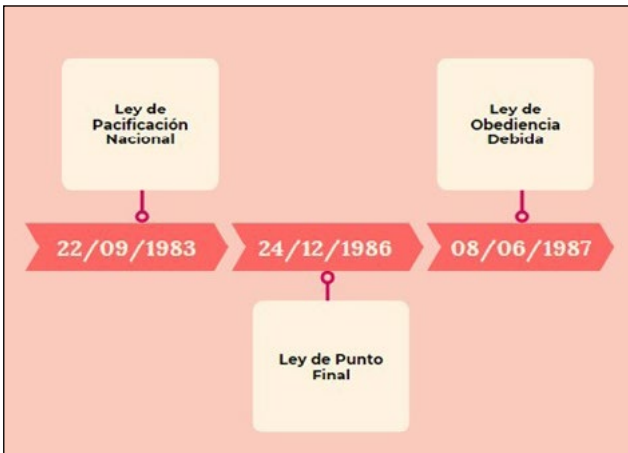 Ley de
Pacificación
Nacional
Ley de
Obediencia
Debida
22/09/1983
24/12/1986
08/06/1987
Ley de Punto
Final